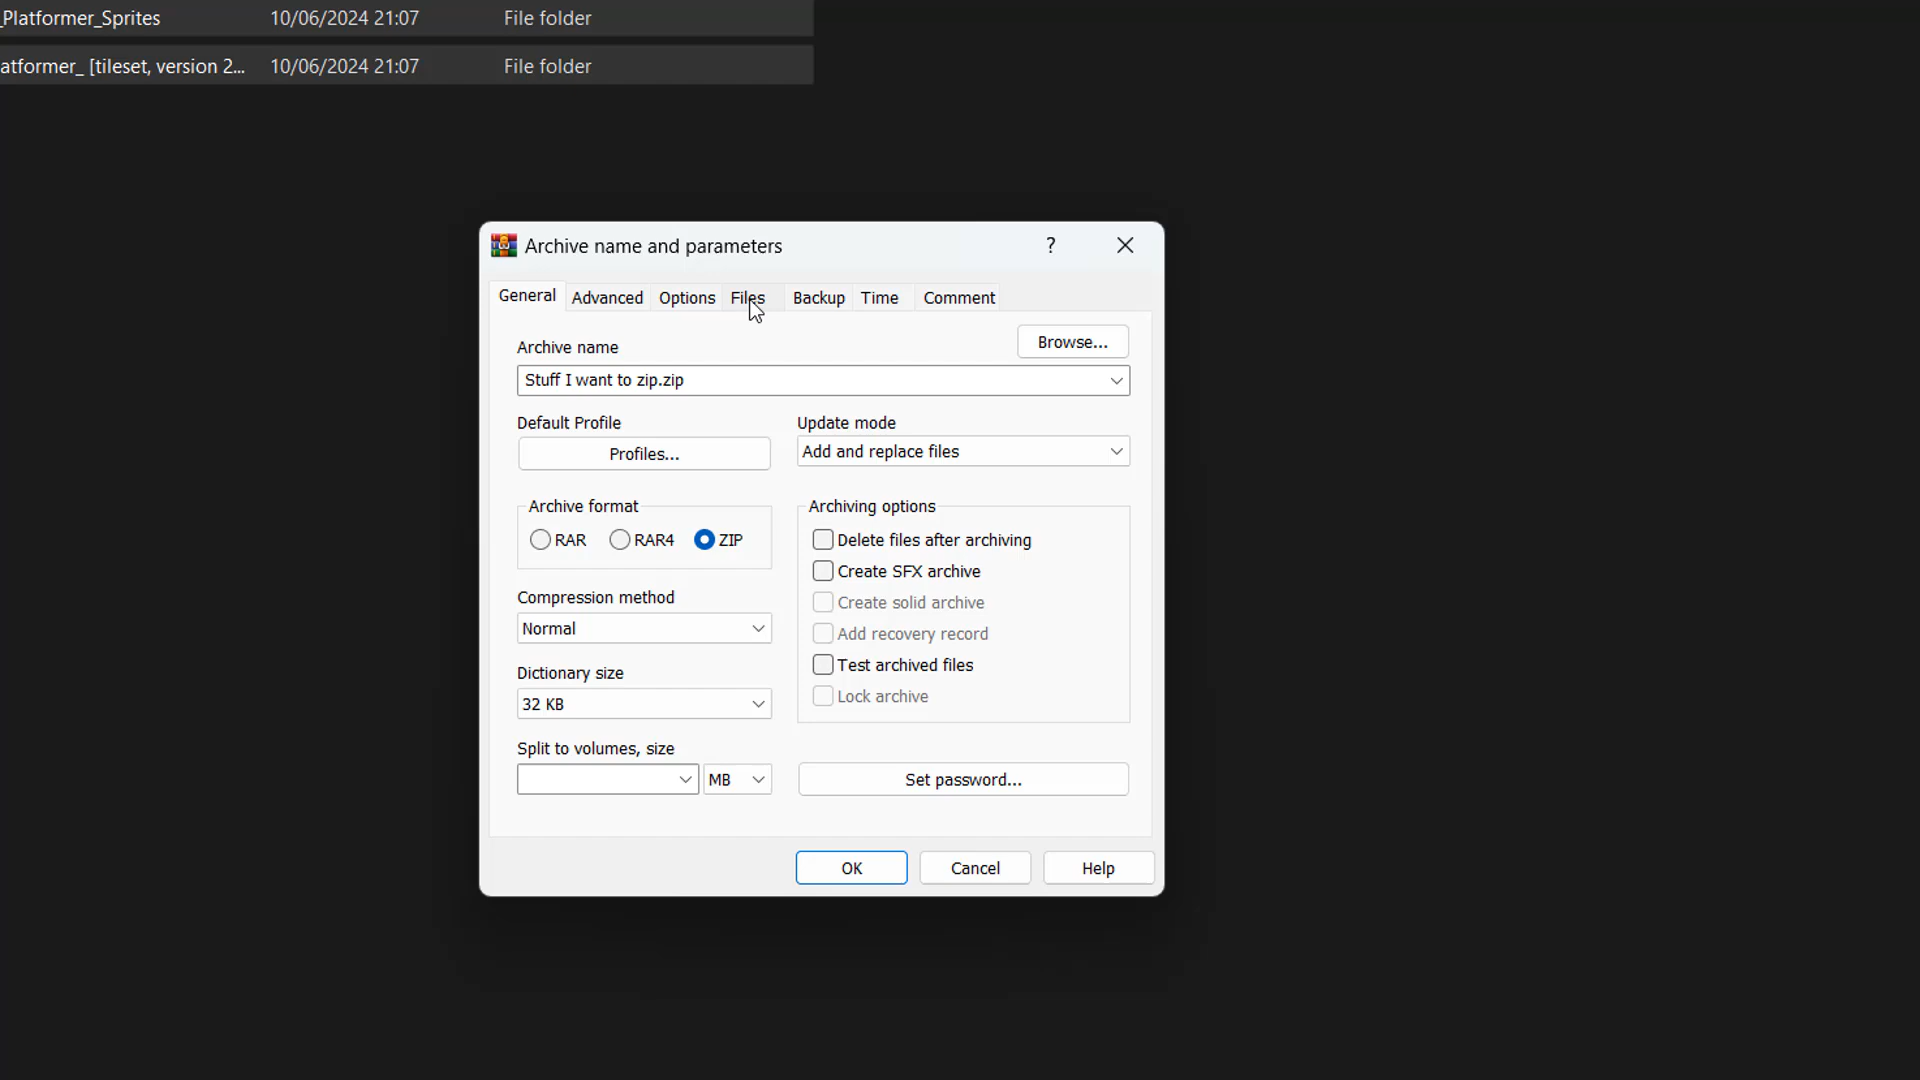 _Platformer_Sprites 10/06/2024 21:07 File folder
atformer_ [tileset, version 2... 10/06/2024 21:07 File folder
Archive name and parameters ?
General Advanced Options Files Backup Time Comment
Archive name Browse...
Stuff I want to zip.zip
Default Profile Update mode
Profiles... Add and replace files
Archive format Archiving options
RAR RAR4 ZIP Delete files after archiving
Create SFX archive
Compression method Create solid archive
Normal Add recovery record
Dictionary size Test archived files
32 KB Lock archive
Split to volumes, size
MB Set password...
OK Cancel Help